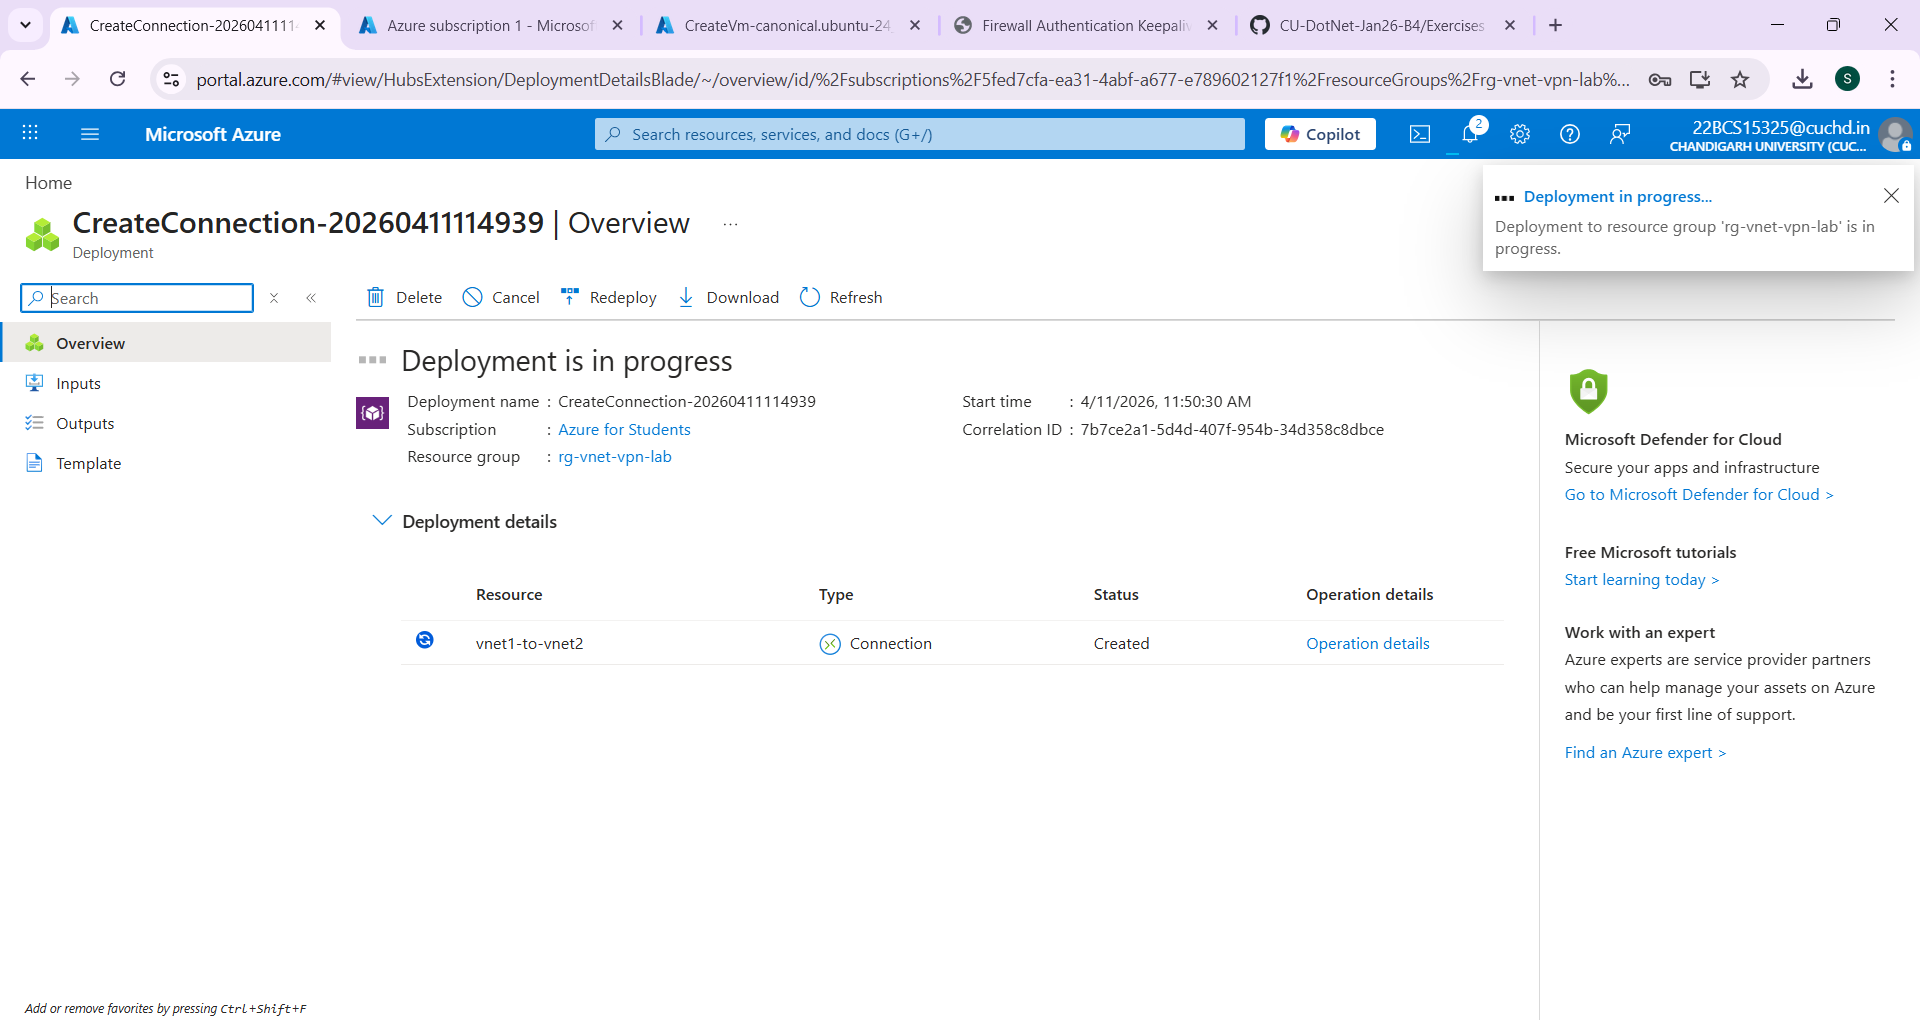 CreateConnection-2026041111
Azure subscription 1 - Microsof
CreateVm-canonical.ubuntu-24
Firewall Authentication Keepaliv
CU-DotNet-Jan26-B4/Exercises
portal.azure.com/#view/HubsExtension/DeploymentDetailsBlade/~/overview/id/%2Fsubscriptions%2F5fed7cfa-ea31-4abf-a677-e789602127f1%2FresourceGroups%2Frg-vnet-vpn-lab%...
S
Microsoft Azure
Search resources, services, and docs (G+/)
Copilot
2
22BCS15325@cuchd.in
CHANDIGARH UNIVERSITY (CUC...
Home
CreateConnection-20260411114939 | Overview ...
Deployment
Deployment in progress...
Deployment to resource group 'rg-vnet-vpn-lab' is in
progress.
Search
Delete
Cancel
Redeploy
Download
Refresh
Overview
Inputs
Outputs
Template
Deployment is in progress
Deployment name : CreateConnection-20260411114939
Subscription : Azure for Students
Resource group : rg-vnet-vpn-lab
Start time : 4/11/2026, 11:50:30 AM
Correlation ID : 7b7ce2a1-5d4d-407f-954b-34d358c8dbce
Deployment details
Resource Type Status Operation details
vnet1-to-vnet2 Connection Created Operation details
Microsoft Defender for Cloud
Secure your apps and infrastructure
Go to Microsoft Defender for Cloud >
Free Microsoft tutorials
Start learning today >
Work with an expert
Azure experts are service provider partners
who can help manage your assets on Azure
and be your first line of support.
Find an Azure expert >
Add or remove favorites by pressing Ctrl+Shift+F